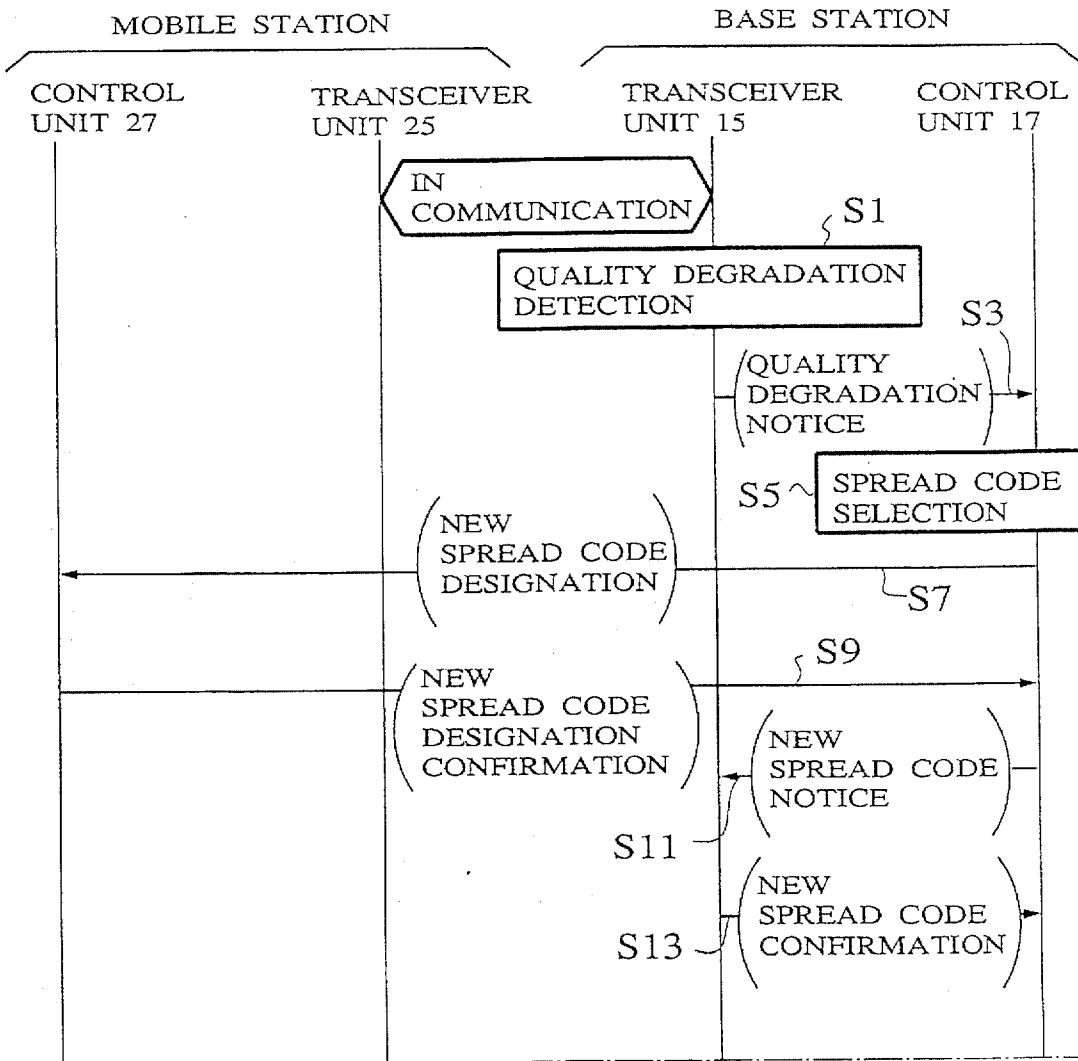 MOBILE STATION
BASE STATION
CONTROL
UNIT 27
TRANSCEIVER
UNIT 25
TRANSCEIVER
UNIT 15
CONTROL
UNIT 17
IN
COMMUNICATION
S1
QUALITY DEGRADATION
DETECTION
S3
QUALITY
DEGRADATION
NOTICE
S5
SPREAD CODE
SELECTION
NEW
SPREAD CODE
DESIGNATION
S7
S9
NEW
SPREAD CODE
DESIGNATION
CONFIRMATION
NEW
SPREAD CODE
NOTICE
S11
NEW
SPREAD CODE
CONFIRMATION
S13